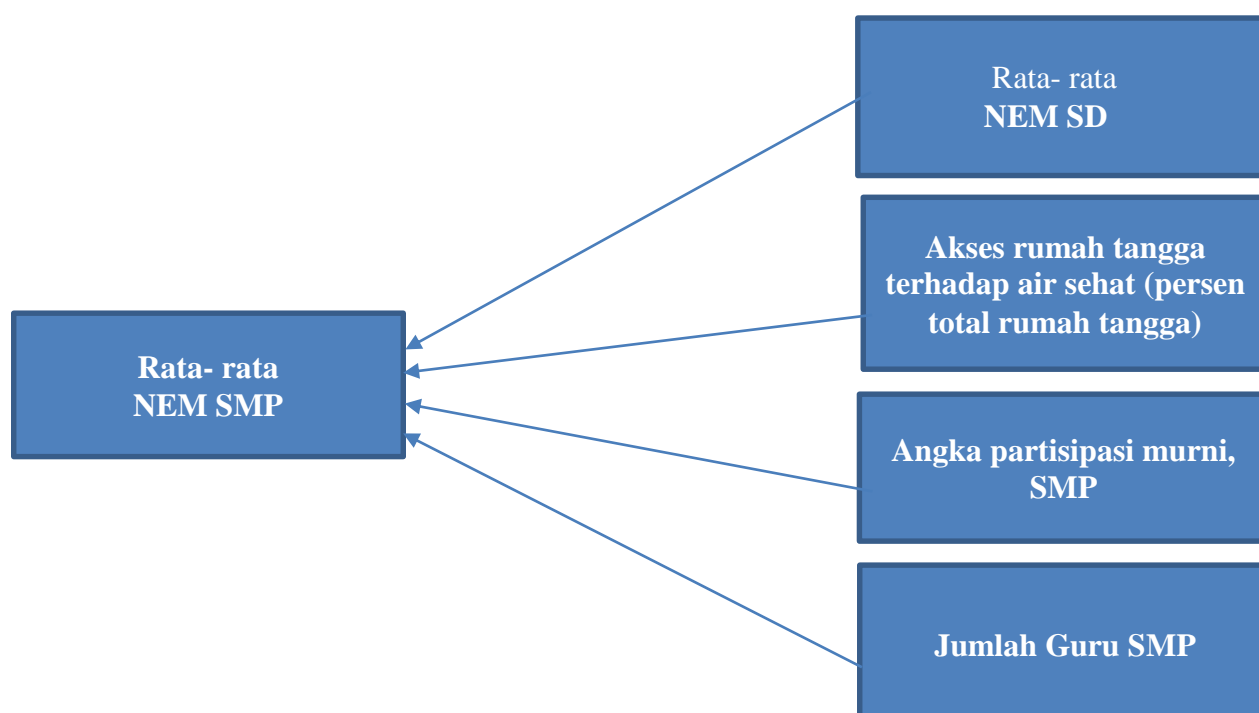 Rata- rata
NEM SD
Akses rumah tangga
terhadap air sehat (persen
total rumah tangga)
Rata- rata
NEM SMP
Angka partisipasi murni,
SMP
Jumlah Guru SMP